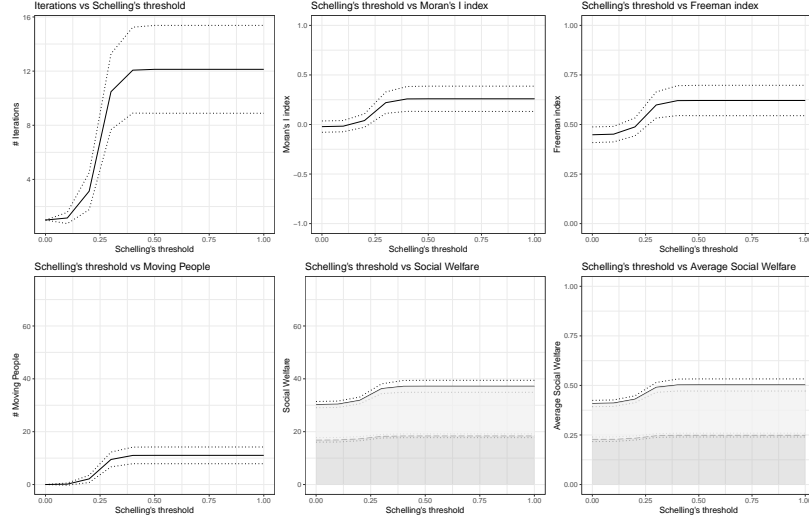 Iterations vs Schelling's threshold
16
12
8
4
# Iterations
0.00 0.25 0.50 0.75 1.00
Schelling's threshold
Schelling's threshold vs Moran's I index
1.0
0.5
0.0
−0.5
−1.0
Moran's I index
0.00 0.25 0.50 0.75 1.00
Schelling's threshold
Schelling's threshold vs Freeman index
1.00
0.75
0.50
0.25
0.00
Freeman index
0.00 0.25 0.50 0.75 1.00
Schelling's threshold
Schelling's threshold vs Moving People
60
40
20
0
# Moving People
0.00 0.25 0.50 0.75 1.00
Schelling's threshold
Schelling's threshold vs Social Welfare
60
40
20
0
Social Welfare
0.00 0.25 0.50 0.75 1.00
Schelling's threshold
Schelling's threshold vs Average Social Welfare
1.00
0.75
0.50
0.25
0.00
Average Social Welfare
0.00 0.25 0.50 0.75 1.00
Schelling's threshold